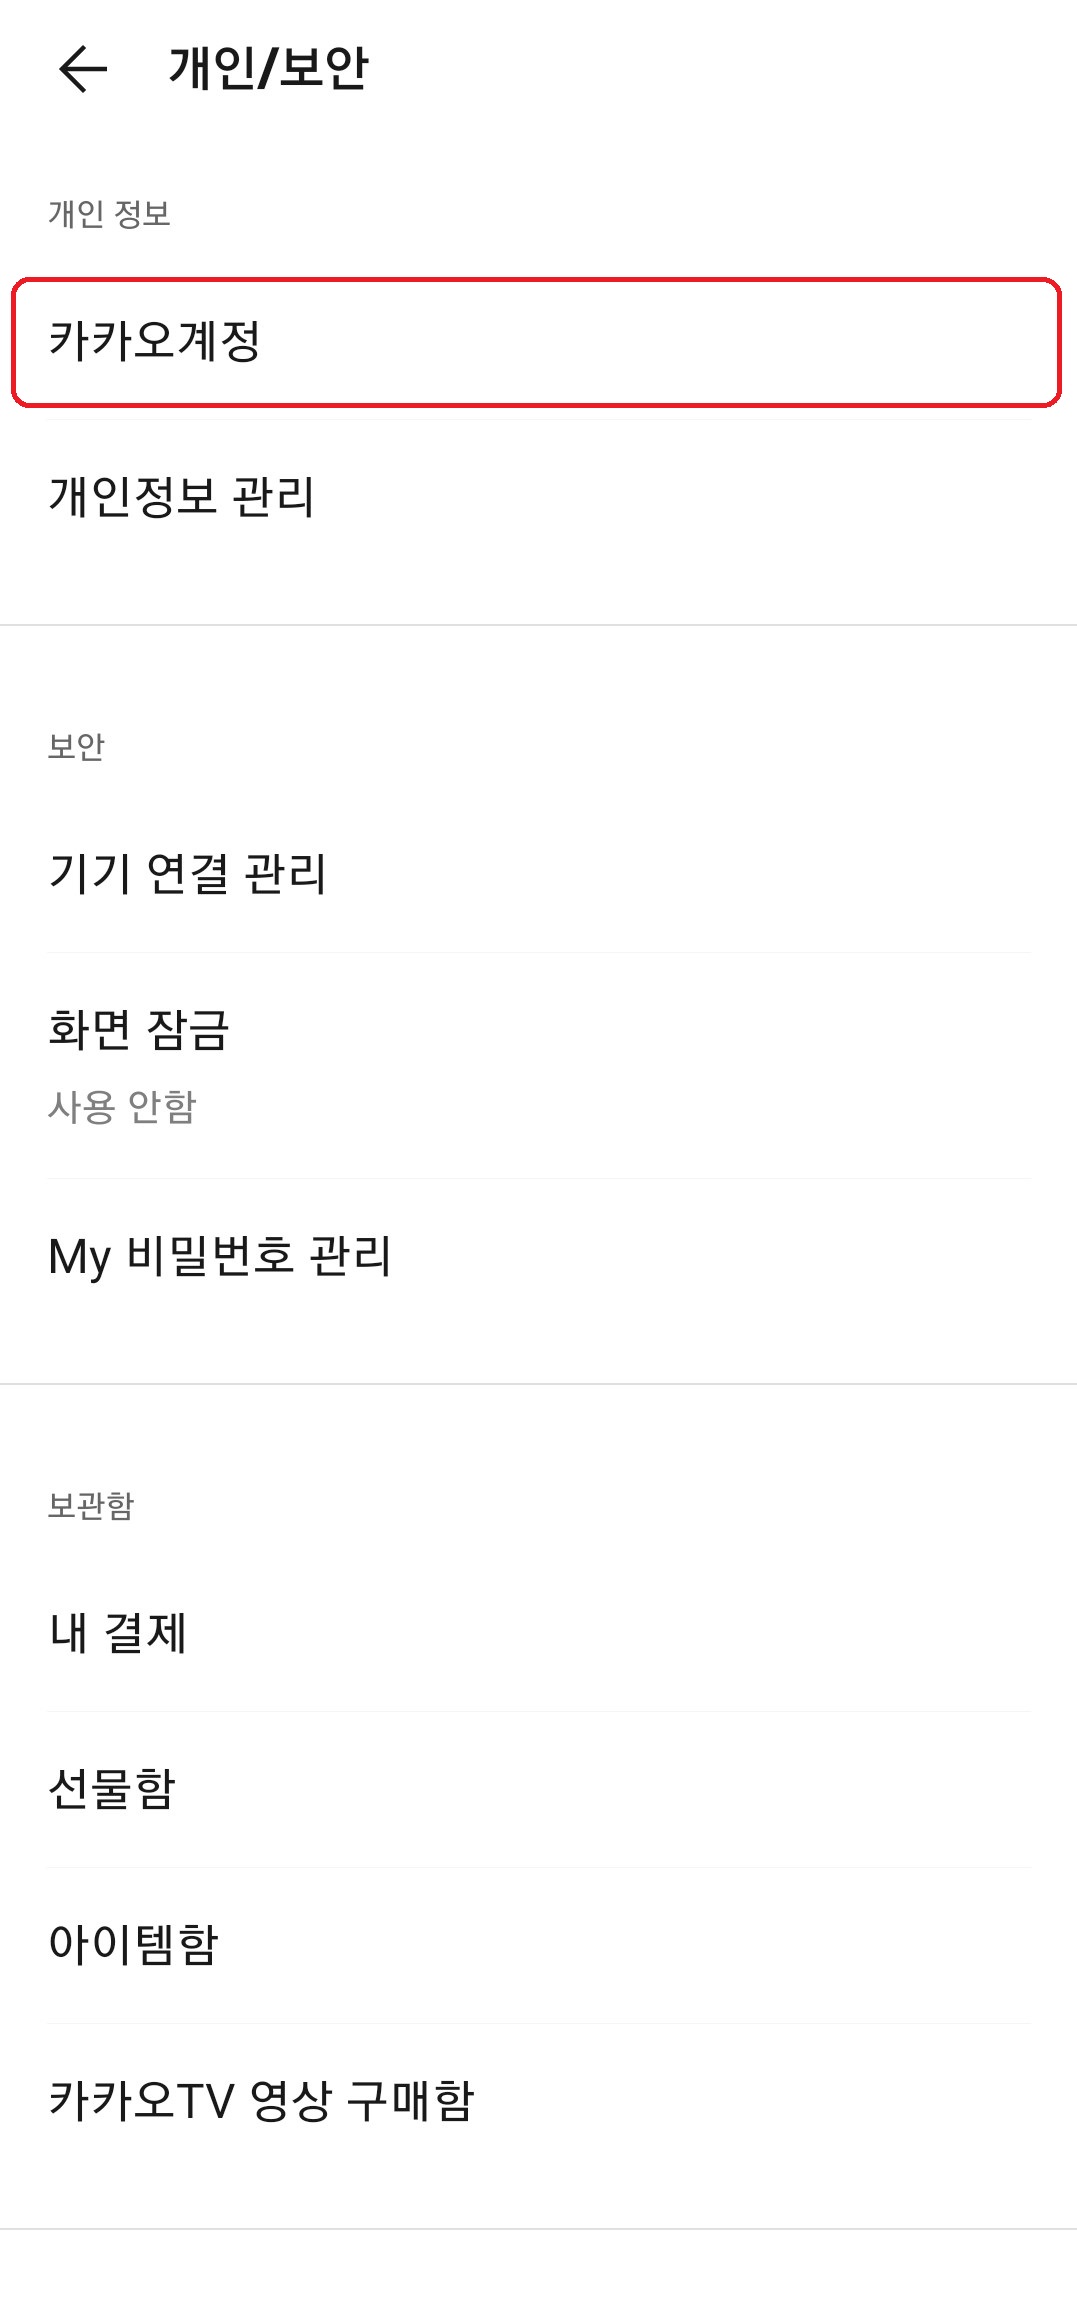 개인/보안
개인 정보
카카오계정
개인정보 관리
보안
기기 연결 관리
화면 잠금
사용 안함
My 비밀번호 관리
보관함
내 결제
선물함
아이템함
카카오TV 영상 구매함